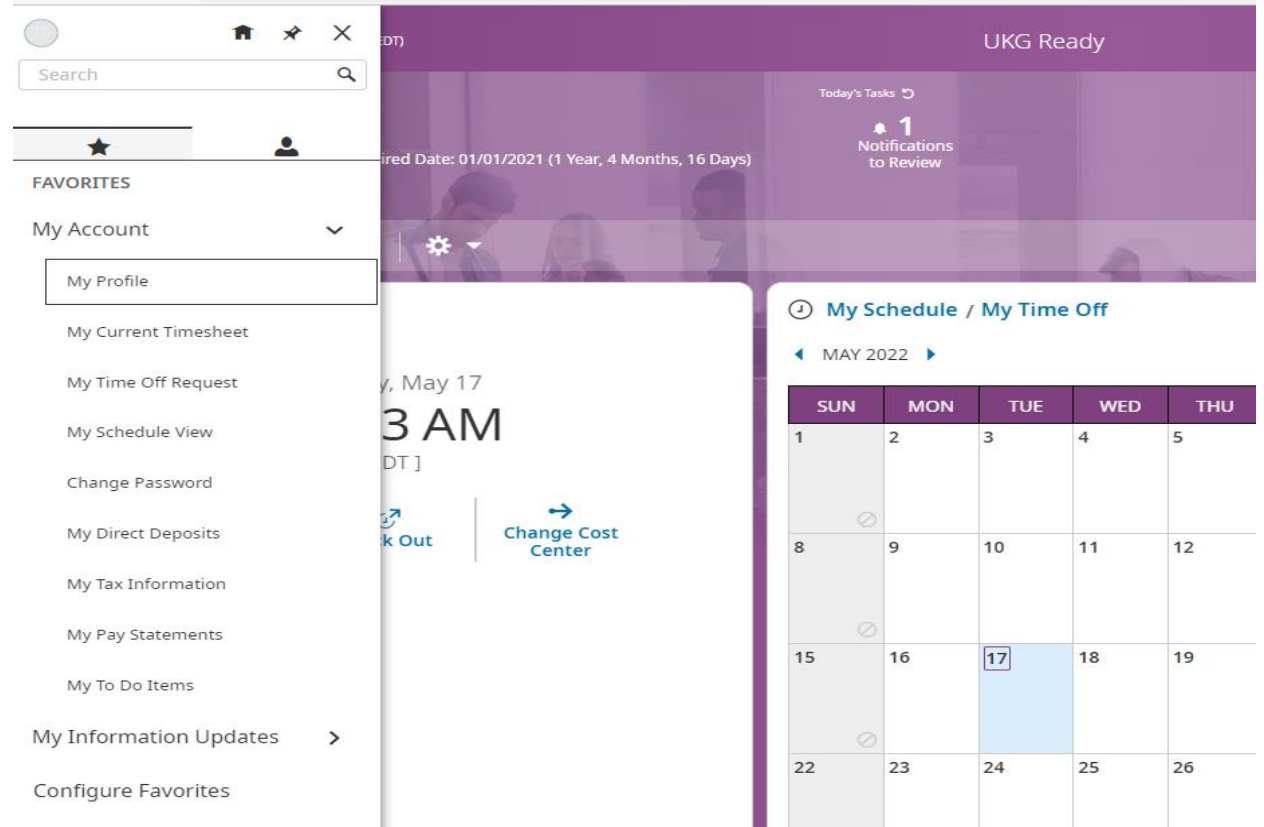 Search
FAVORITES
My Account
My Profile
My Current Timesheet
My Time Off Request
My Schedule View
Change Password
My Direct Deposits
My Tax Information
My Pay Statements
My To Do Items
My Information Updates
Configure Favorites
EDT)
UKG Ready
Today's Tasks
1
Notifications
to Review
ired Date: 01/01/2021 (1 Year, 4 Months, 16 Days)
y, May 17
3 AM
DT ]
k Out
Change Cost
Center
My Schedule / My Time Off
MAY 2022
SUN MON TUE WED THU
1 2 3 4 5
8 9 10 11 12
15 16 17 18 19
22 23 24 25 26